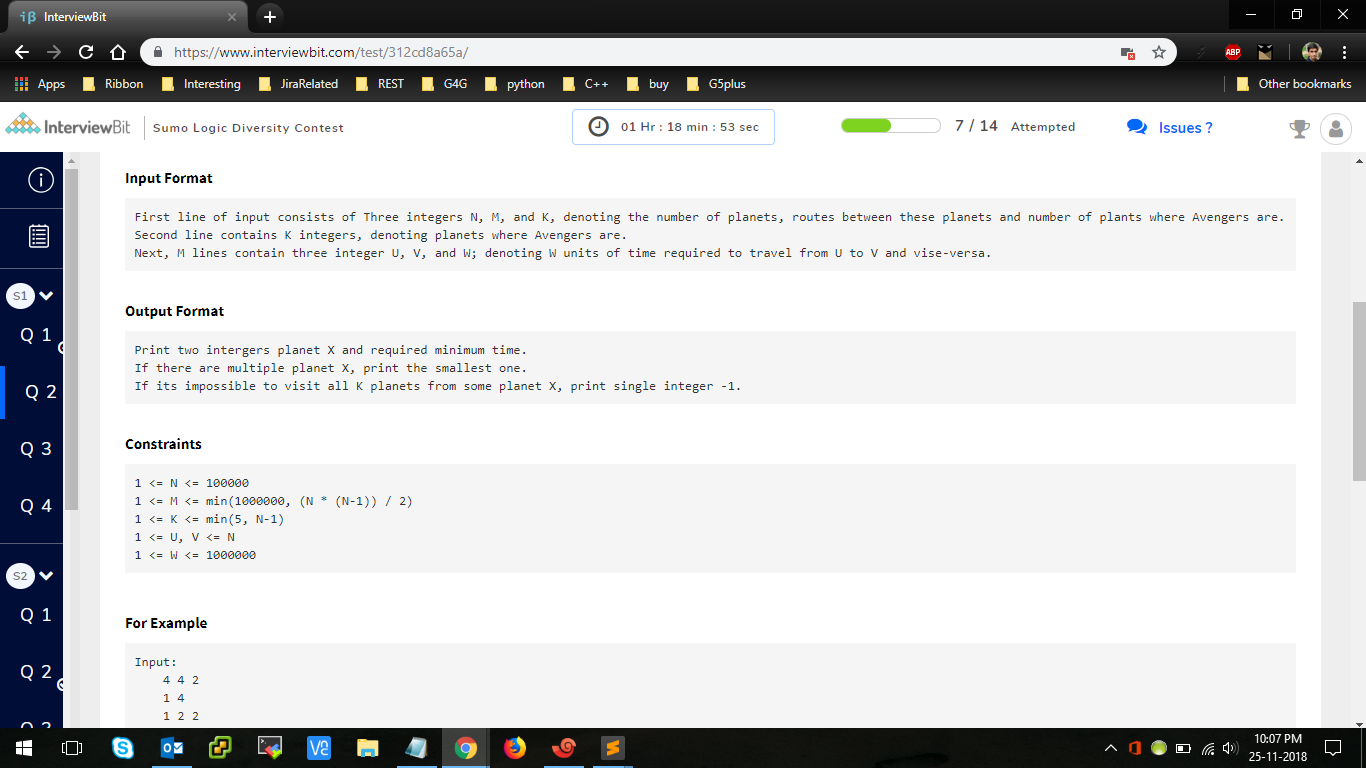 InterviewBit
https://www.interviewbit.com/test/312cd8a65a/
ABP
Apps Ribbon Interesting JiraRelated REST G4G python C++ buy G5plus Other bookmarks
InterviewBit Sumo Logic Diversity Contest 01 Hr : 18 min : 53 sec 7 / 14 Attempted Issues ?
S1
Q 1
Q 2
Q 3
Q 4
S2
Q 1
Q 2
Input Format
First line of input consists of Three integers N, M, and K, denoting the number of planets, routes between these planets and number of plants where Avengers are.
Second line contains K integers, denoting planets where Avengers are.
Next, M lines contain three integer U, V, and W; denoting W units of time required to travel from U to V and vise-versa.
Output Format
Print two intergers planet X and required minimum time.
If there are multiple planet X, print the smallest one.
If its impossible to visit all K planets from some planet X, print single integer -1.
Constraints
1 <= N <= 100000
1 <= M <= min(1000000, (N * (N-1)) / 2)
1 <= K <= min(5, N-1)
1 <= U, V <= N
1 <= W <= 1000000
For Example
Input:
4 4 2
1 4
1 2 2
10:07 PM
25-11-2018